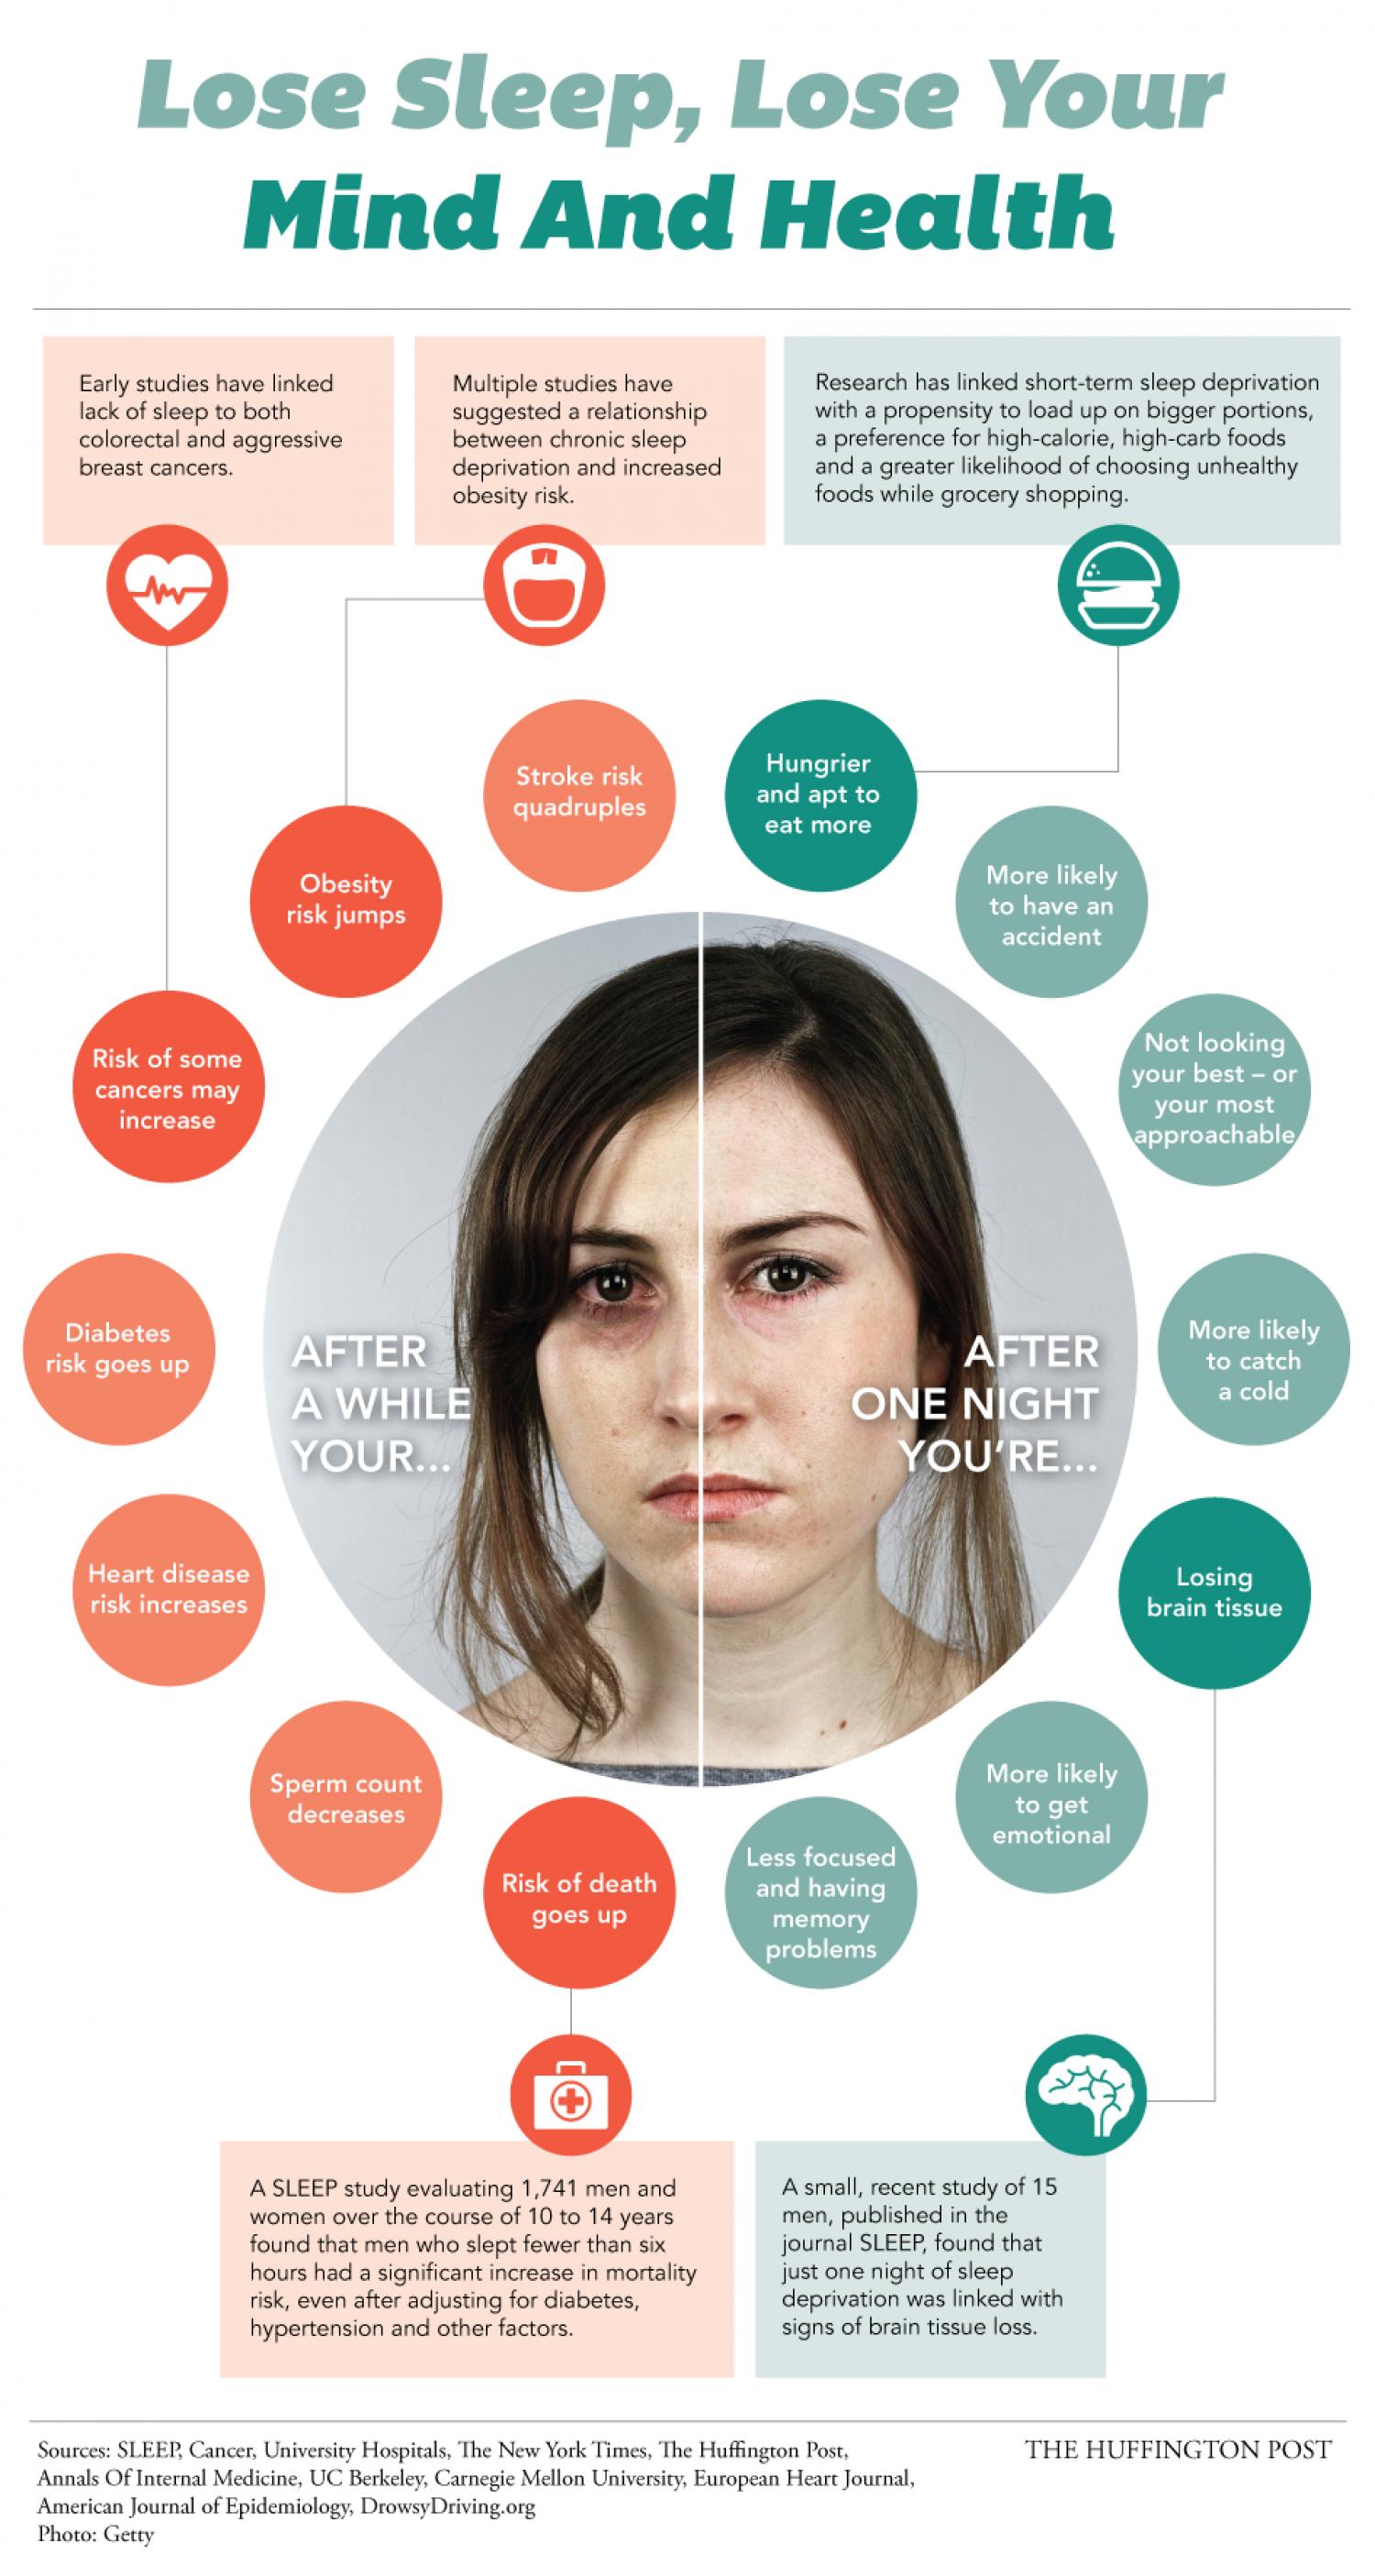 Lose Sleep, Lose Your
Mind And Health
Early studies have linked
lack of sleep to both
colorectal and aggressive
breast cancers.
Multiple studies have
suggested a relationship
between chronic sleep
deprivation and increased
obesity risk.
Research has linked short-term sleep deprivation
with a propensity to load up on bigger portions,
a preference for high-calorie, high-carb foods
and a greater likelihood of choosing unhealthy
foods while grocery shopping.
Stroke risk
quadruples
Hungrier
and apt to
eat more
Obesity
risk jumps
More likely
to have an
accident
Risk of some
cancers may
increase
Not looking
your best – or
your most
approachable
Diabetes
risk goes up
AFTER
A WHILE
YOUR...
AFTER
ONE NIGHT
YOU'RE...
More likely
to catch
a cold
Heart disease
risk increases
Losing
brain tissue
Sperm count
decreases
More likely
to get
emotional
Risk of death
goes up
Less focused
and having
memory
problems
A SLEEP study evaluating 1,741 men and
women over the course of 10 to 14 years
found that men who slept fewer than six
hours had a significant increase in mortality
risk, even after adjusting for diabetes,
hypertension and other factors.
A small, recent study of 15
men, published in the
journal SLEEP, found that
just one night of sleep
deprivation was linked with
signs of brain tissue loss.
Sources: SLEEP, Cancer, University Hospitals, The New York Times, The Huffington Post,
Annals Of Internal Medicine, UC Berkeley, Carnegie Mellon University, European Heart Journal,
American Journal of Epidemiology, DrowsyDriving.org
Photo: Getty
THE HUFFINGTON POST